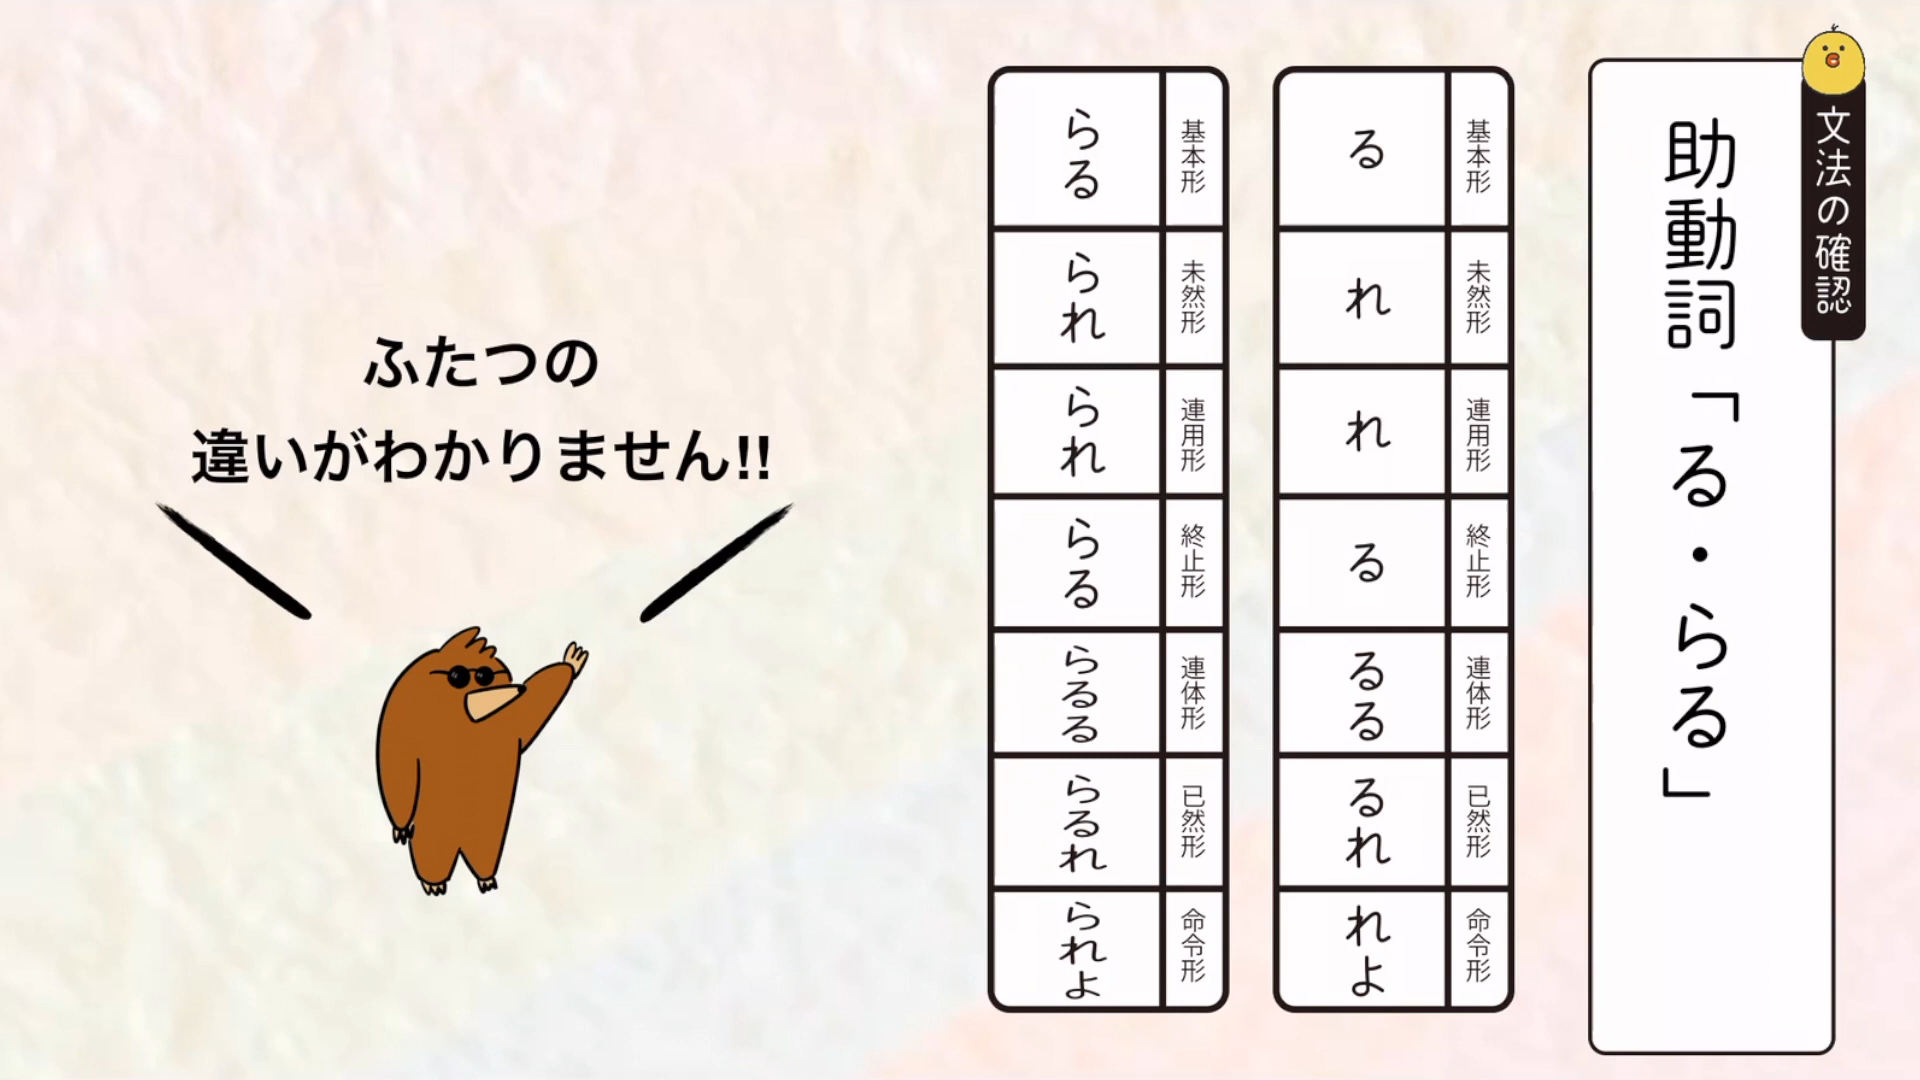 文法の確認
助動詞「る・らる」
基本形
未然形
連用形
終止形
連体形
已然形
命令形
る
れ
れ
る
るる
るれ
れよ
基本形
未然形
連用形
終止形
連体形
已然形
命令形
らる
られ
られ
らる
らるる
らるれ
られよ
ふたつの
違いがわかりません!!